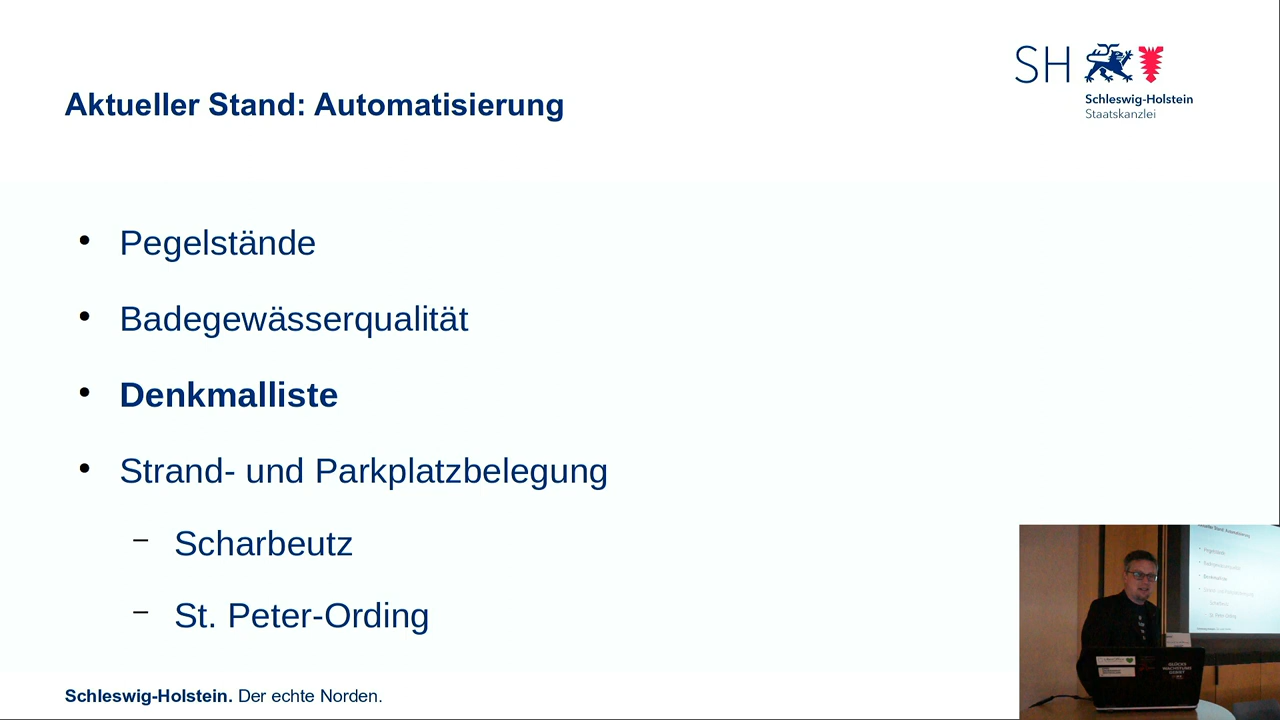 SH
Schleswig-Holstein
Staatskanzlei
Aktueller Stand: Automatisierung
• Pegelstände
• Badegewässerqualität
• Denkmalliste
• Strand- und Parkplatzbelegung
– Scharbeutz
– St. Peter-Ording
Schleswig-Holstein. Der echte Norden.